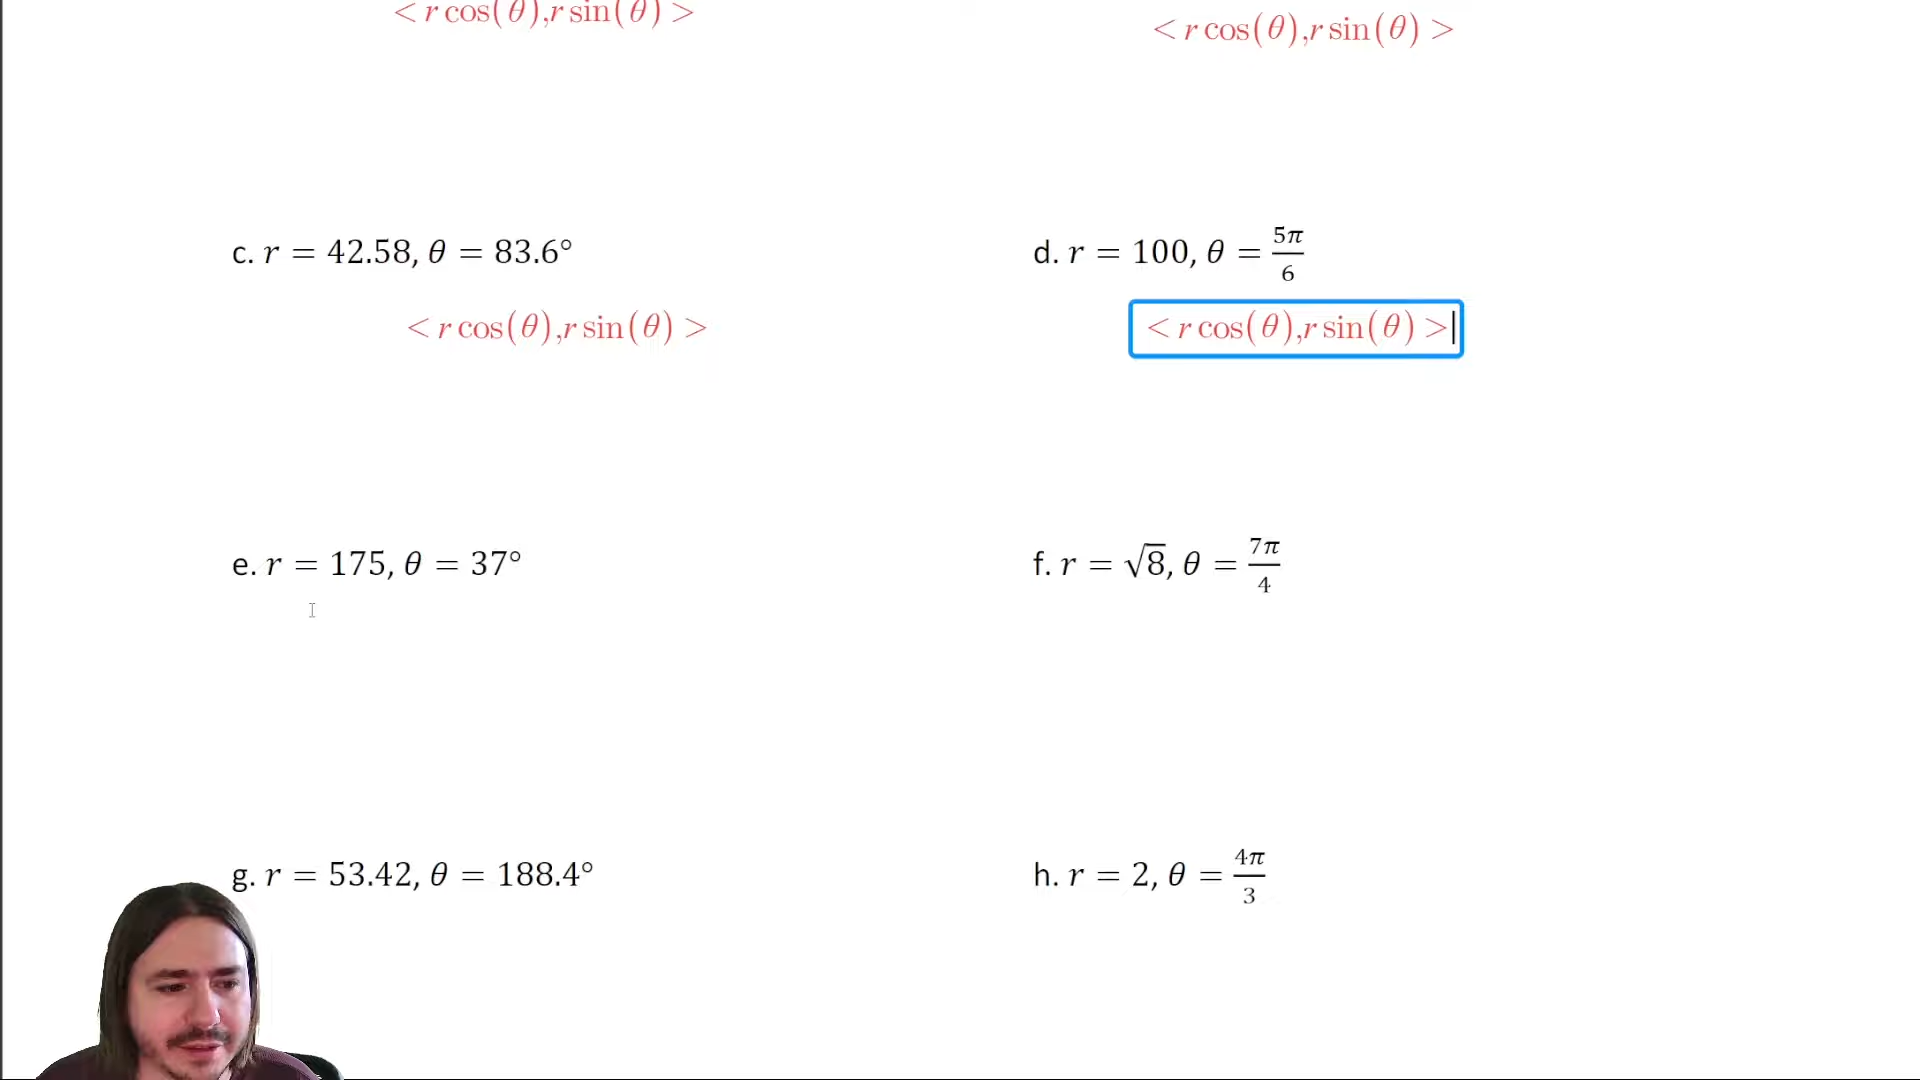 < r cos(θ),r sin(θ) >
< r cos(θ),r sin(θ) >
c. r = 42.58, θ = 83.6°
d. r = 100, θ = 5π/6
< r cos(θ),r sin(θ) >
< r cos(θ),r sin(θ) >
e. r = 175, θ = 37°
f. r = √8, θ = 7π/4
g. r = 53.42, θ = 188.4°
h. r = 2, θ = 4π/3